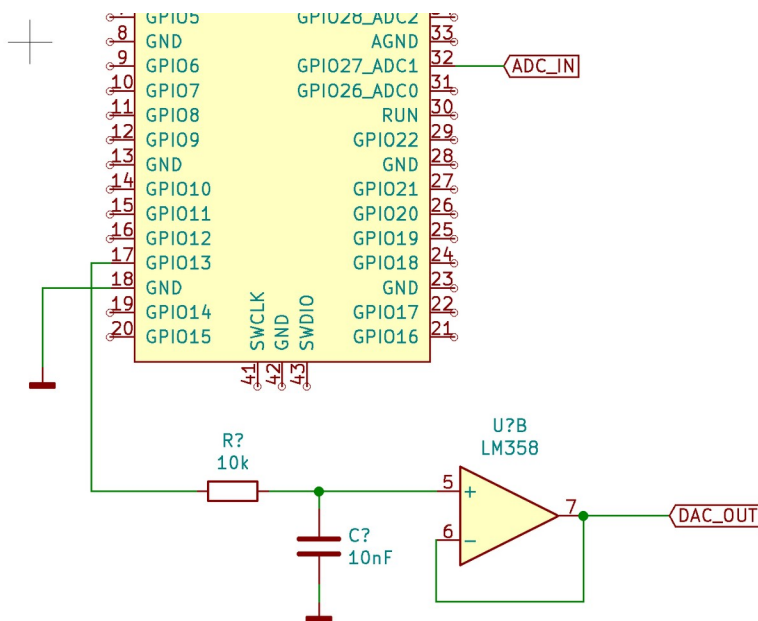 GPIO5 GPIO28_ADC2
8 GND AGND 33
9 GPIO6 GPIO27_ADC1 32 ADC_IN
10 GPIO7 GPIO26_ADC0 31
11 GPIO8 RUN 30
12 GPIO9 GPIO22 29
13 GND GND 28
14 GPIO10 GPIO21 27
15 GPIO11 GPIO20 26
16 GPIO12 GPIO19 25
17 GPIO13 GPIO18 24
18 GND GND 23
19 GPIO14 GPIO17 22
20 GPIO15 GPIO16 21
SWCLK
GND
SWDIO
41
42
43
U?B
LM358
R?
10k
5
+
7
DAC_OUT
6
−
C?
10nF